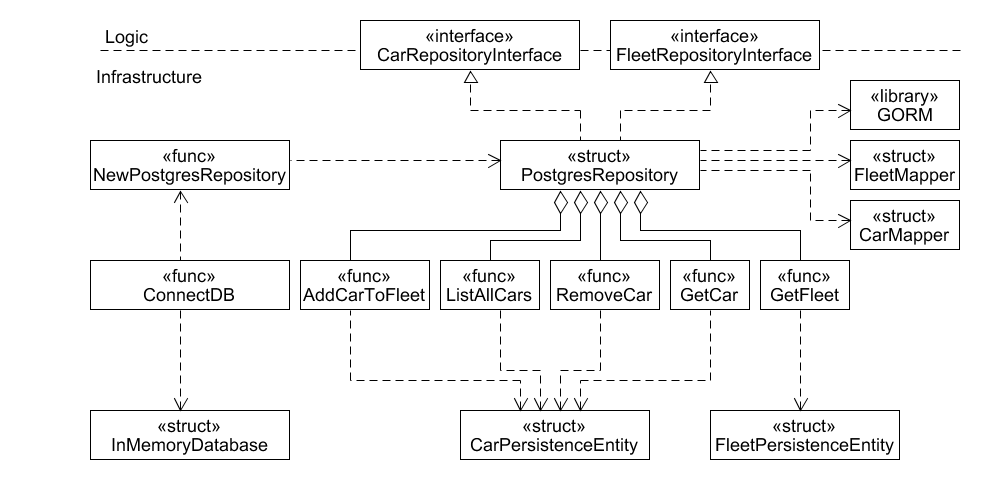 Logic
«interface»
CarRepositoryInterface
«interface»
FleetRepositoryInterface
Infrastructure
«library»
GORM
«func»
NewPostgresRepository
«struct»
PostgresRepository
«struct»
FleetMapper
«struct»
CarMapper
«func»
ConnectDB
«func»
AddCarToFleet
«func»
ListAllCars
«func»
RemoveCar
«func»
GetCar
«func»
GetFleet
«struct»
InMemoryDatabase
«struct»
CarPersistenceEntity
«struct»
FleetPersistenceEntity